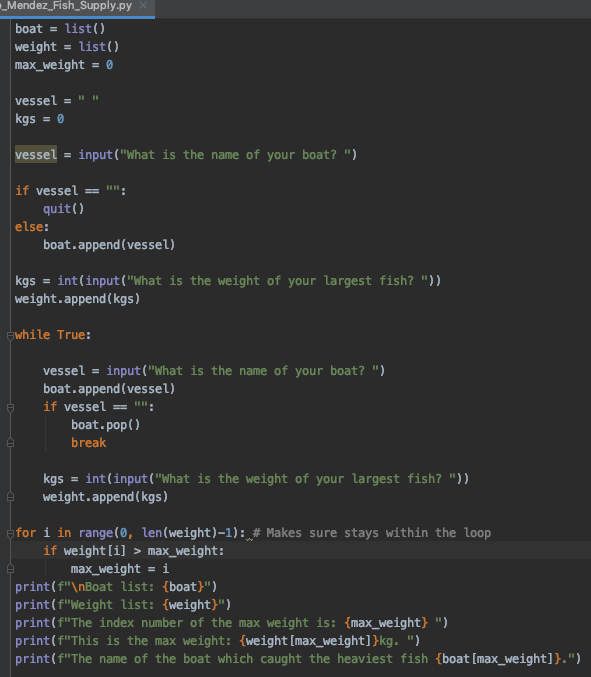 _Mendez_Fish_Supply.py
boat = list()
weight = list()
max_weight = 0
vessel = " "
kgs = 0
vessel = input("What is the name of your boat? ")
if vessel == "":
    quit()
else:
    boat.append(vessel)
kgs = int(input("What is the weight of your largest fish? "))
weight.append(kgs)
while True:
    vessel = input("What is the name of your boat? ")
    boat.append(vessel)
    if vessel == "":
        boat.pop()
        break
    kgs = int(input("What is the weight of your largest fish? "))
    weight.append(kgs)
for i in range(0, len(weight)-1): # Makes sure stays within the loop
    if weight[i] > max_weight:
        max_weight = i
print(f"\nBoat list: {boat}")
print(f"Weight list: {weight}")
print(f"The index number of the max weight is: {max_weight} ")
print(f"This is the max weight: {weight[max_weight]}kg. ")
print(f"The name of the boat which caught the heaviest fish {boat[max_weight]}.")